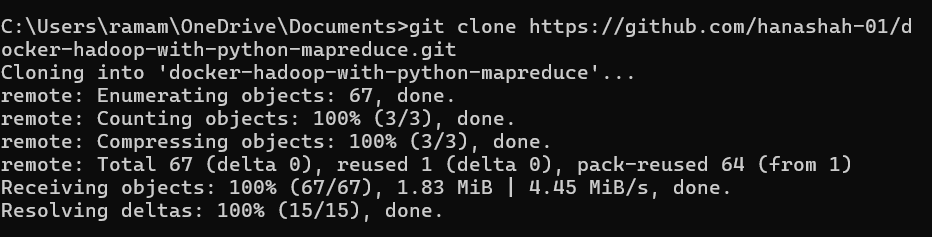 C:\Users\ramam\OneDrive\Documents>git clone https://github.com/hanashah-01/d
ocker-hadoop-with-python-mapreduce.git
Cloning into 'docker-hadoop-with-python-mapreduce'...
remote: Enumerating objects: 67, done.
remote: Counting objects: 100% (3/3), done.
remote: Compressing objects: 100% (3/3), done.
remote: Total 67 (delta 0), reused 1 (delta 0), pack-reused 64 (from 1)
Receiving objects: 100% (67/67), 1.83 MiB | 4.45 MiB/s, done.
Resolving deltas: 100% (15/15), done.